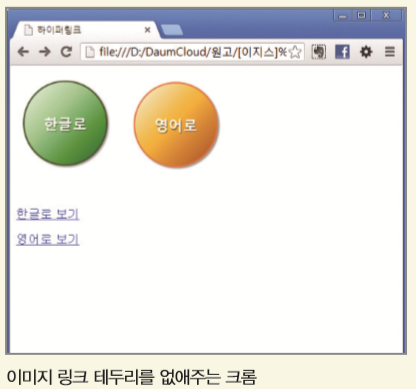 하이퍼링크
file:///D:/DaumCloud/원고/[이지스]%
한글로
영어로
한글로 보기
영어로 보기
이미지 링크 테두리를 없애주는 크롬